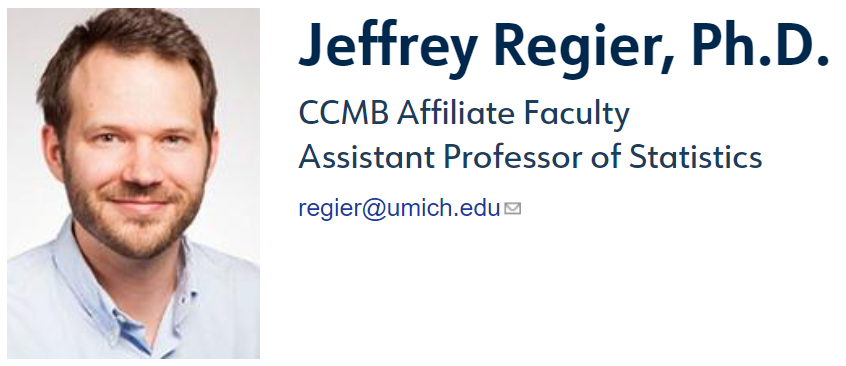 Jeffrey Regier, Ph.D.
CCMB Affiliate Faculty
Assistant Professor of Statistics
regier@umich.edu